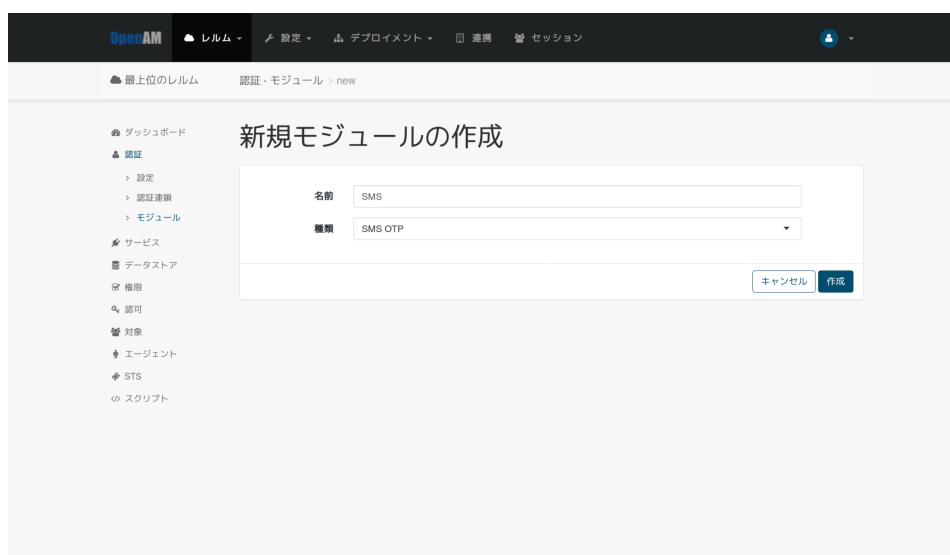 OpenAM レルム 設定 デプロイメント 連携 セッション
最上位のレルム 認証 - モジュール > new
ダッシュボード
認証
> 設定
> 認証連鎖
> モジュール
サービス
データストア
権限
認可
対象
エージェント
STS
</> スクリプト
新規モジュールの作成
名前 SMS
種類 SMS OTP
キャンセル 作成